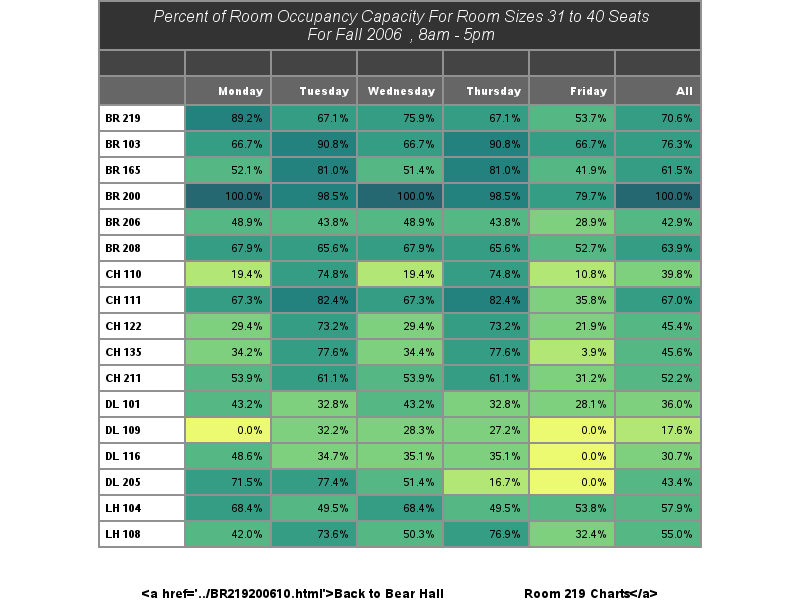 Percent of Room Occupancy Capacity For Room Sizes 31 to 40 Seats
For Fall 2006 , 8am - 5pm
Monday Tuesday Wednesday Thursday Friday All
BR 219 89.2% 67.1% 75.9% 67.1% 53.7% 70.6%
BR 103 66.7% 90.8% 66.7% 90.8% 66.7% 76.3%
BR 165 52.1% 81.0% 51.4% 81.0% 41.9% 61.5%
BR 200 100.0% 98.5% 100.0% 98.5% 79.7% 100.0%
BR 206 48.9% 43.8% 48.9% 43.8% 28.9% 42.9%
BR 208 67.9% 65.6% 67.9% 65.6% 52.7% 63.9%
CH 110 19.4% 74.8% 19.4% 74.8% 10.8% 39.8%
CH 111 67.3% 82.4% 67.3% 82.4% 35.8% 67.0%
CH 122 29.4% 73.2% 29.4% 73.2% 21.9% 45.4%
CH 135 34.2% 77.6% 34.4% 77.6% 3.9% 45.6%
CH 211 53.9% 61.1% 53.9% 61.1% 31.2% 52.2%
DL 101 43.2% 32.8% 43.2% 32.8% 28.1% 36.0%
DL 109 0.0% 32.2% 28.3% 27.2% 0.0% 17.6%
DL 116 48.6% 34.7% 35.1% 35.1% 0.0% 30.7%
DL 205 71.5% 77.4% 51.4% 16.7% 0.0% 43.4%
LH 104 68.4% 49.5% 68.4% 49.5% 53.8% 57.9%
LH 108 42.0% 73.6% 50.3% 76.9% 32.4% 55.0%
<a href='../BR219200610.html'>Back to Bear Hall Room 219 Charts</a>